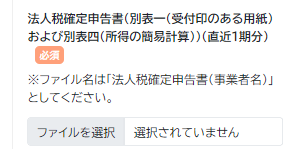 法人税確定申告書(別表一(受付印のある用紙)
および別表四(所得の簡易計算))(直近1期分)
必須
※ファイル名は「法人税確定申告書(事業者名)」
としてください。
ファイルを選択 選択されていません